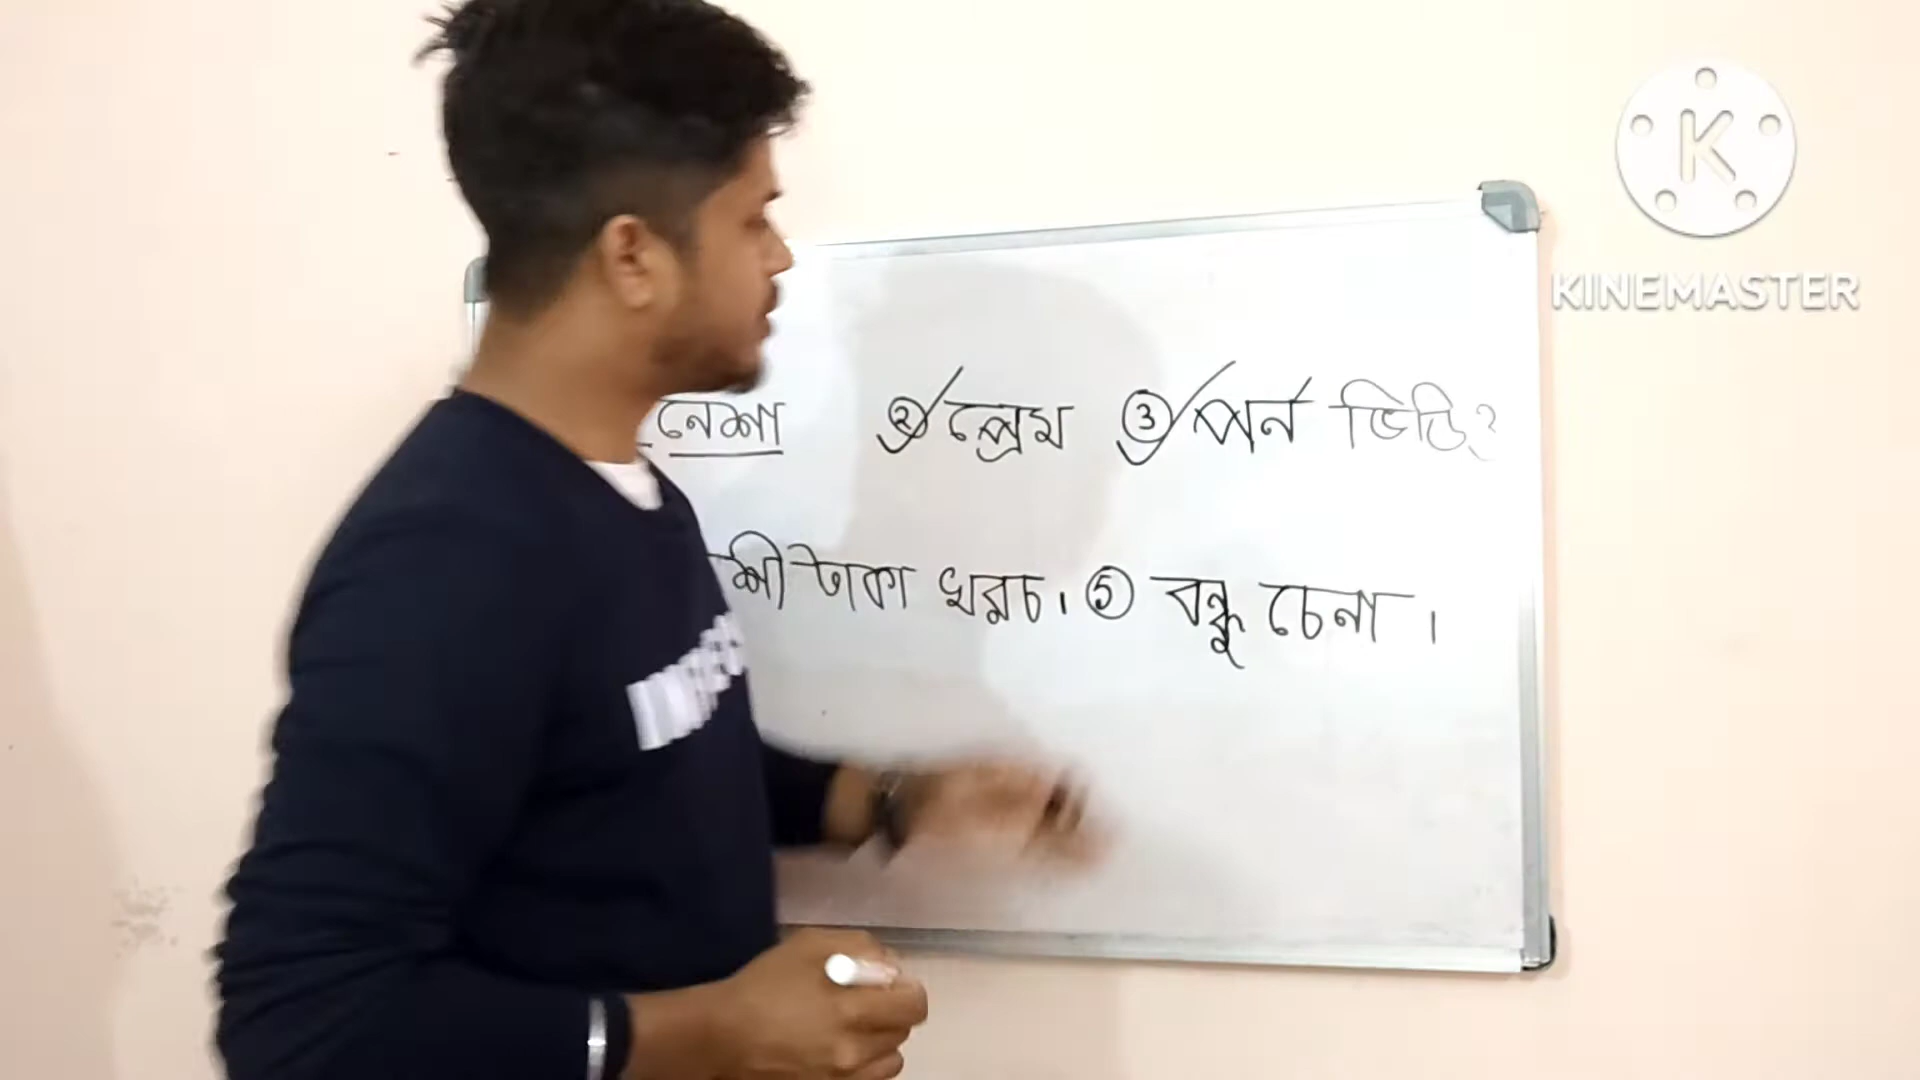 নেশা ② প্রেম ③ পর্ন ভিডিও
শী টাকা খরচ। ⑤ বন্ধু চেনা ।
K
KINEMASTER